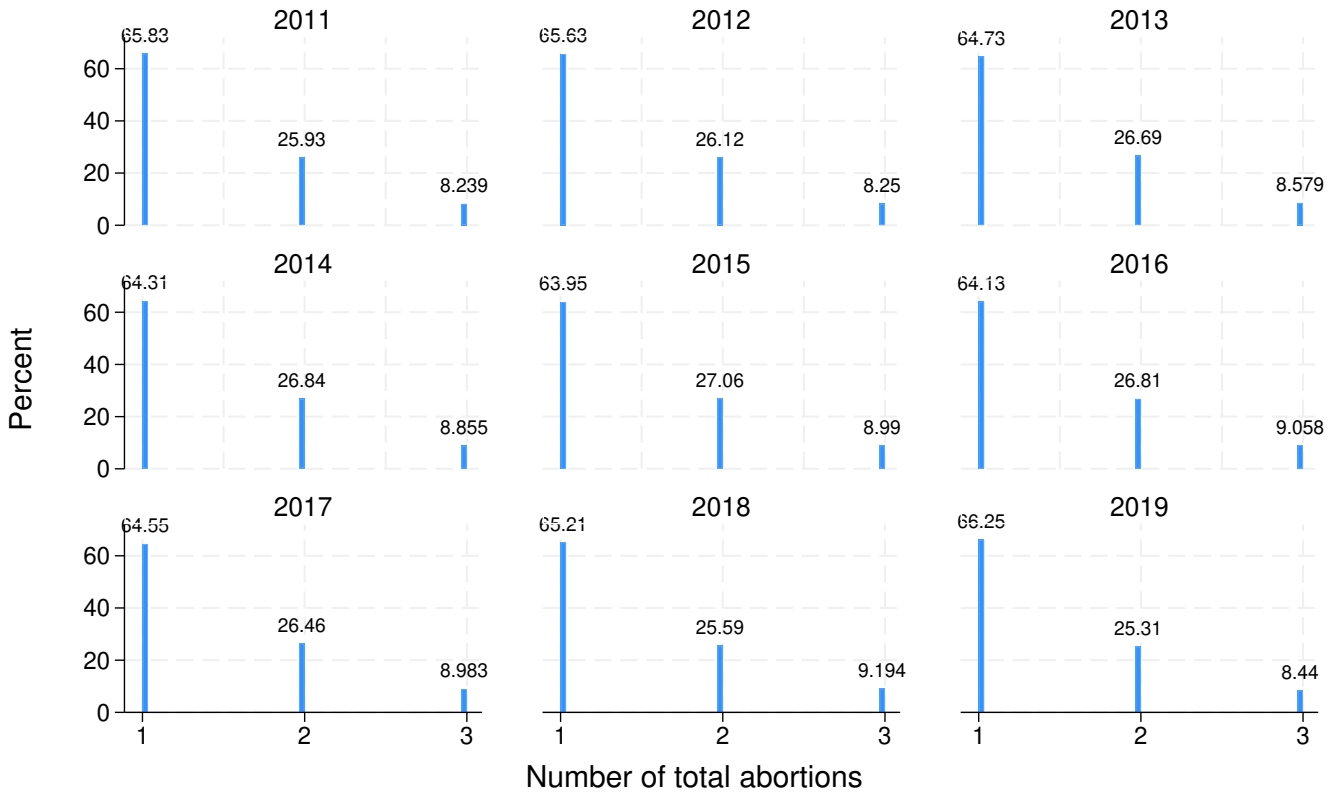 2011 2012 2013
65.83 65.63 64.73
60
40
25.93 26.12 26.69
20
8.239 8.25 8.579
0
2014 2015 2016
64.31 63.95 64.13
60
40
26.84 27.06 26.81
20
8.855 8.99 9.058
0
Percent
2017 2018 2019
64.55 65.21 66.25
60
40
26.46 25.59 25.31
20
8.983 9.194 8.44
0
1 2 3 1 2 3 1 2 3
Number of total abortions